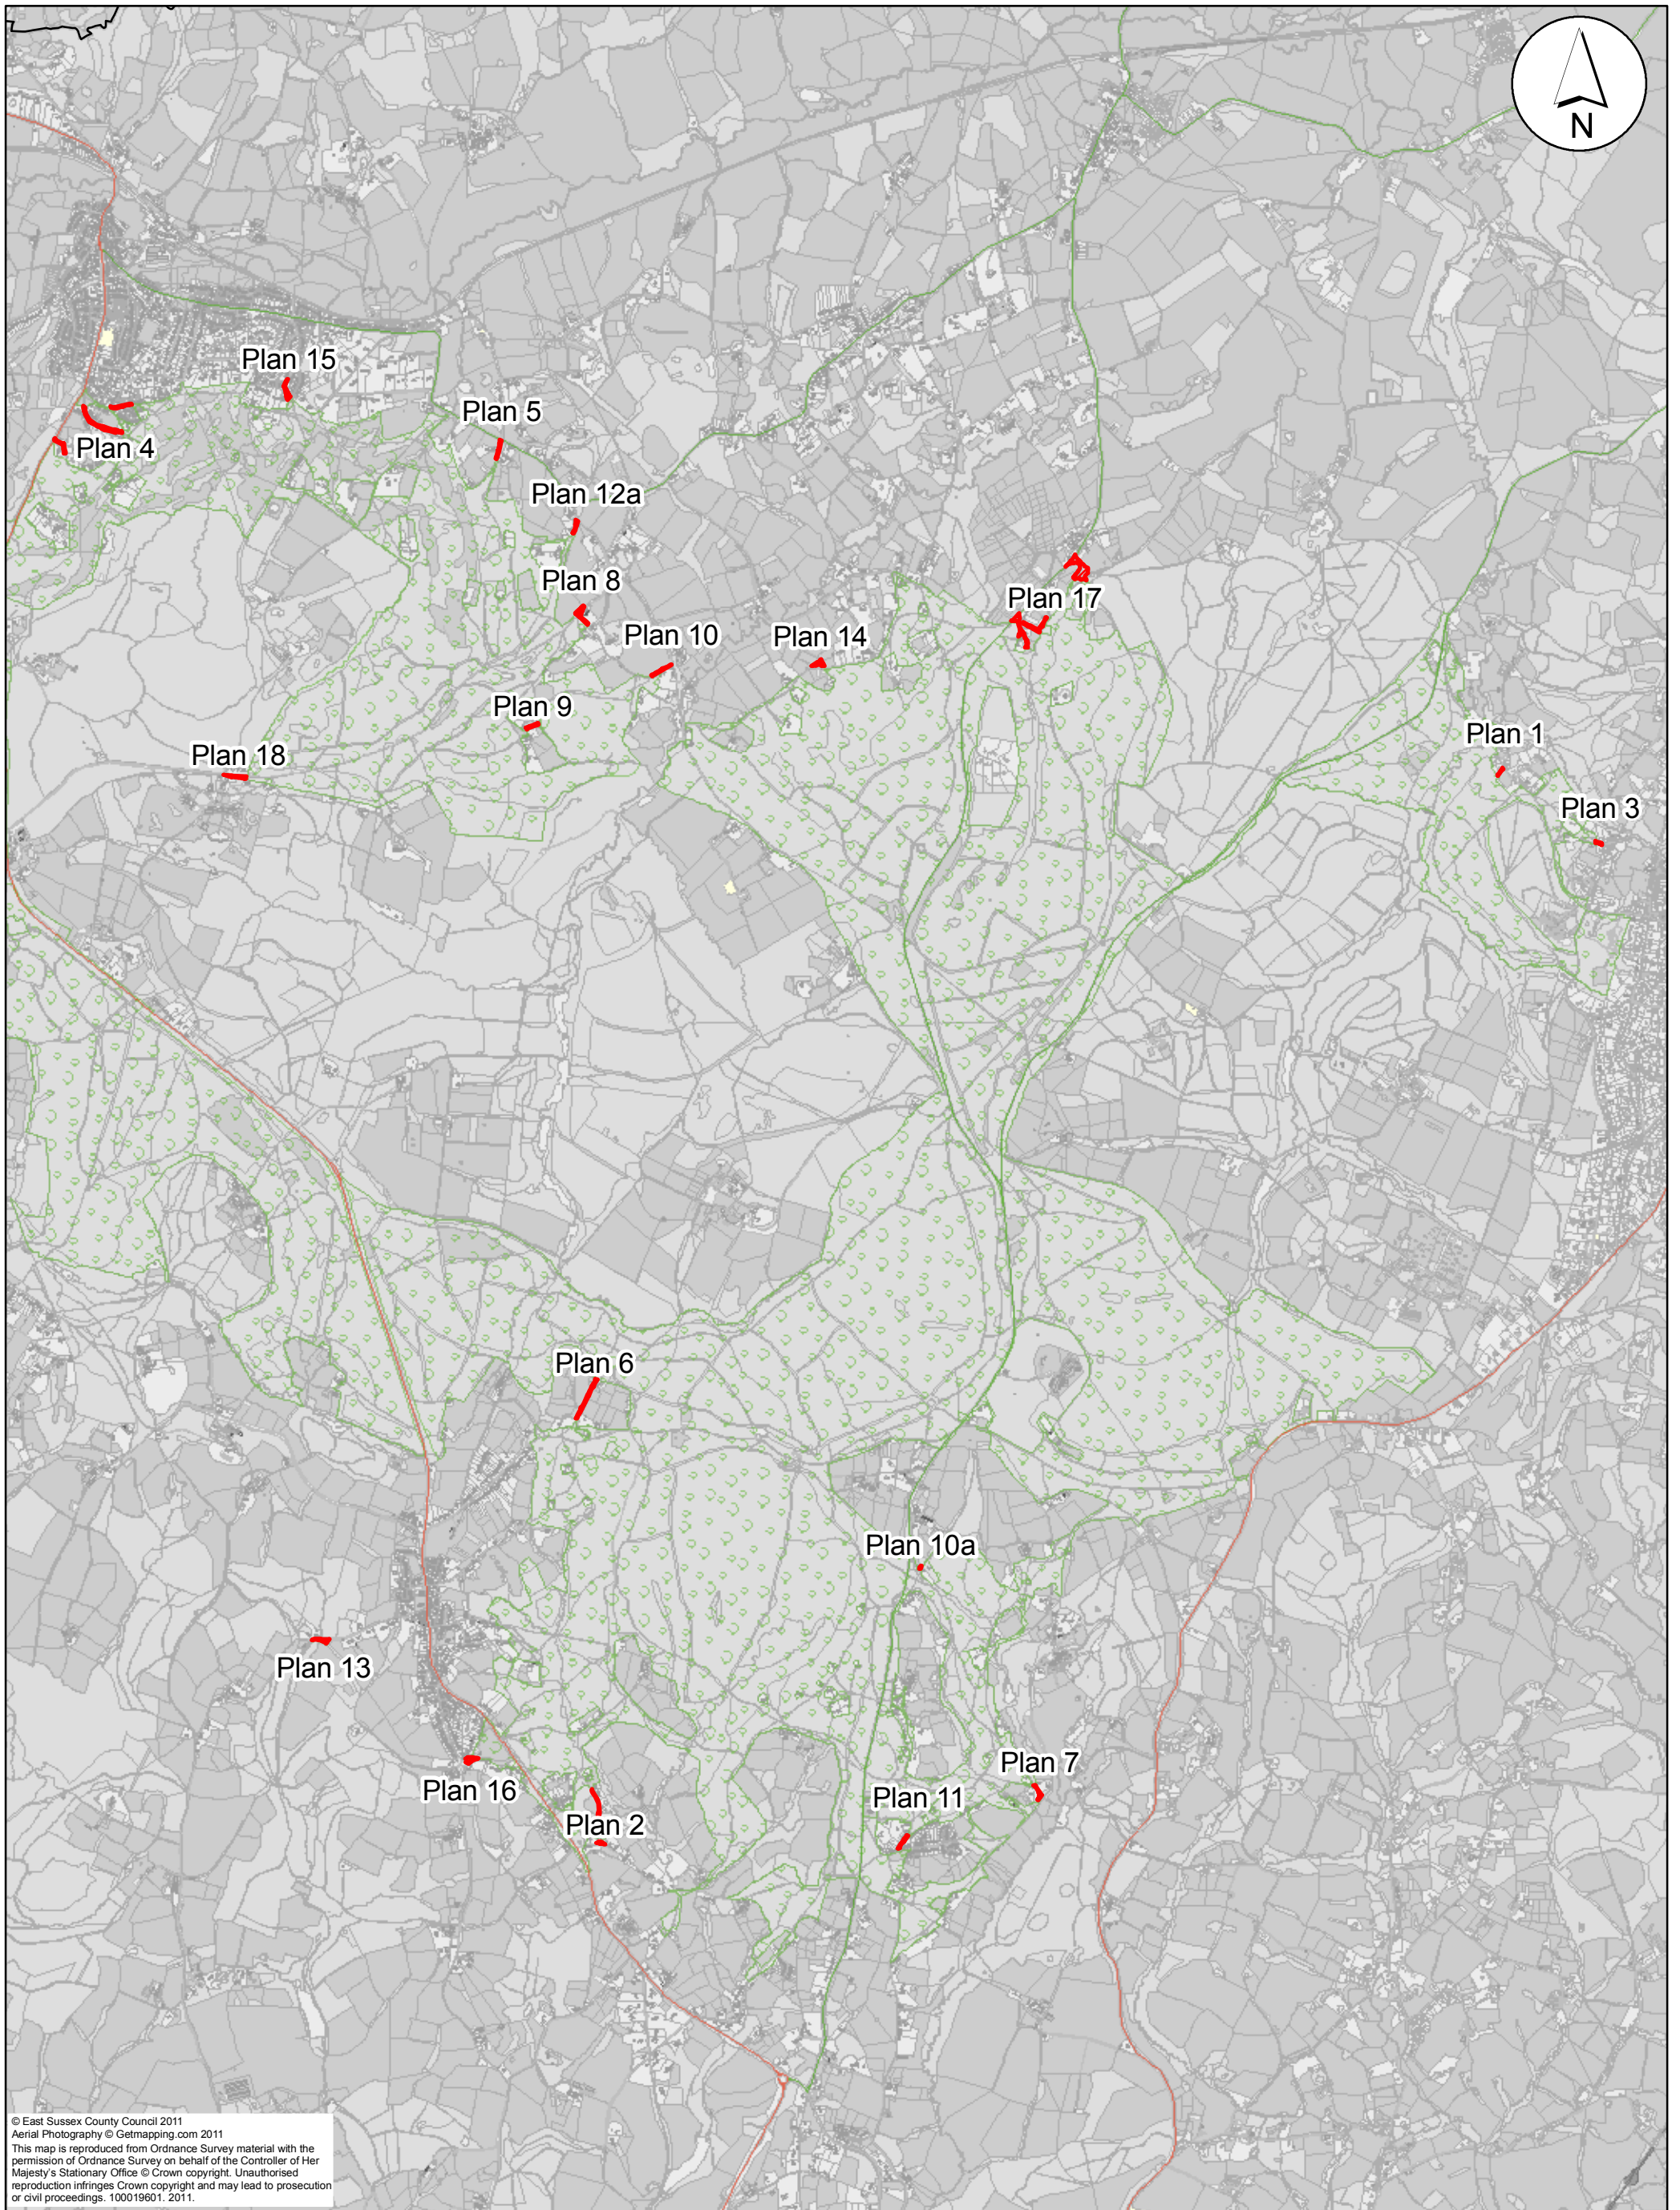 N
Plan 15
Plan 5
Plan 4
Plan 12a
Plan 8
Plan 17
Plan 10
Plan 14
Plan 9
Plan 1
Plan 18
Plan 3
Plan 6
Plan 10a
Plan 13
Plan 7
Plan 16
Plan 11
Plan 2
© East Sussex County Council 2011
Aerial Photography © Getmapping.com 2011
This map is reproduced from Ordnance Survey material with the
permission of Ordnance Survey on behalf of the Controller of Her
Majesty's Stationary Office © Crown copyright. Unauthorised
reproduction infringes Crown copyright and may lead to prosecution
or civil proceedings. 100019601. 2011.